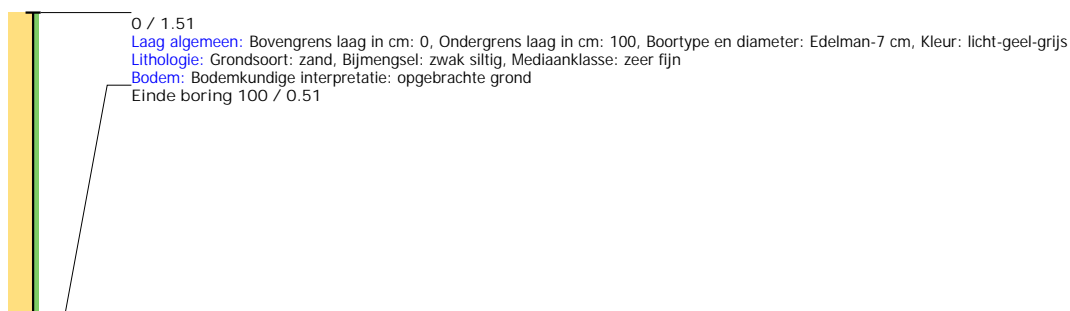 0 / 1.51
Laag algemeen: Bovengrens laag in cm: 0, Ondergrens laag in cm: 100, Boortype en diameter: Edelman-7 cm, Kleur: licht-geel-grijs
Lithologie: Grondsoort: zand, Bijmengsel: zwak siltig, Mediaanklasse: zeer fijn
Bodem: Bodemkundige interpretatie: opgebrachte grond
Einde boring 100 / 0.51